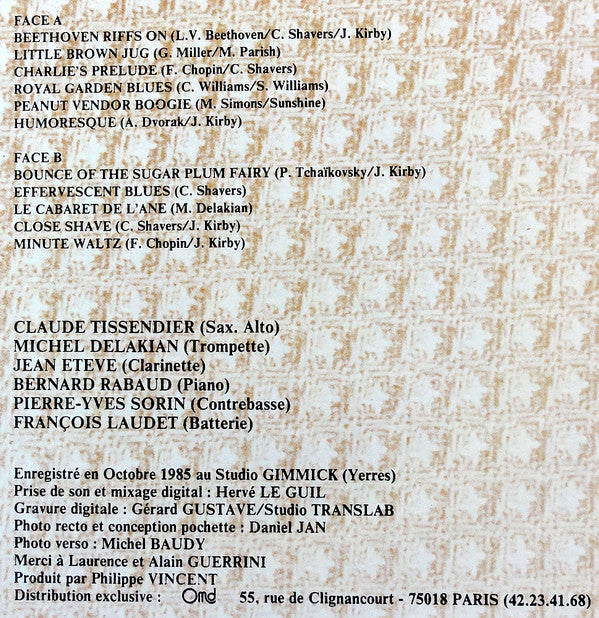 FACE A
BEETHOVEN RIFFS ON (L.V. Beethoven/C. Shavers/J. Kirby)
LITTLE BROWN JUG (G. Miller/M. Parish)
CHARLIE'S PRELUDE (F. Chopin/C. Shavers)
ROYAL GARDEN BLUES (C. Williams/S. Williams)
PEANUT VENDOR BOOGIE (M. Simons/Sunshine)
HUMORESQUE (A. Dvorak/J. Kirby)
FACE B
BOUNCE OF THE SUGAR PLUM FAIRY (P. Tchaïkovsky/J. Kirby)
EFFERVESCENT BLUES (C. Shavers)
LE CABARET DE L'ANE (M. Delakian)
CLOSE SHAVE (C. Shavers/J. Kirby)
MINUTE WALTZ (F. Chopin/J. Kirby)
CLAUDE TISSENDIER (Sax. Alto)
MICHEL DELAKIAN (Trompette)
JEAN ETEVE (Clarinette)
BERNARD RABAUD (Piano)
PIERRE-YVES SORIN (Contrebasse)
FRANÇOIS LAUDET (Batterie)
Enregistré en Octobre 1985 au Studio GIMMICK (Yerres)
Prise de son et mixage digital : Hervé LE GUIL
Gravure digitale : Gérard GUSTAVE/Studio TRANSLAB
Photo recto et conception pochette : Daniel JAN
Photo verso : Michel BAUDY
Merci à Laurence et Alain GUERRINI
Produit par Philippe VINCENT
Distribution exclusive : Omd 55, rue de Clignancourt - 75018 PARIS (42.23.41.68)